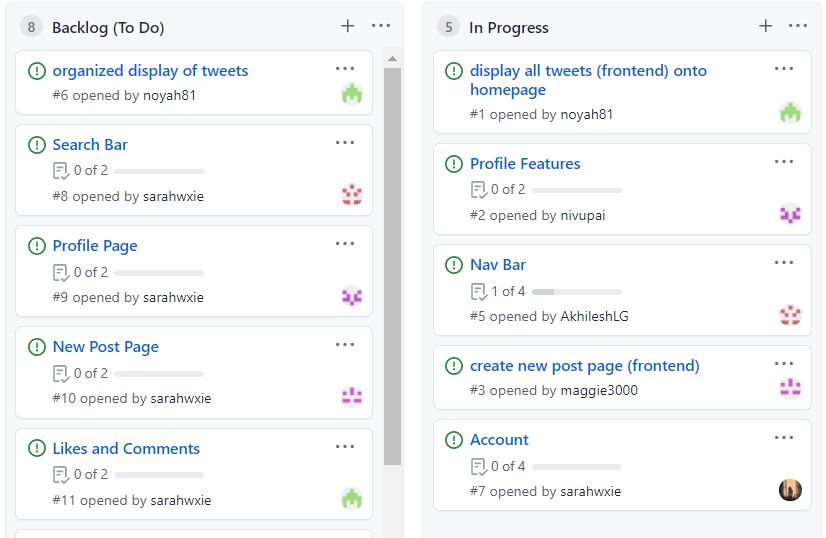 8 Backlog (To Do)
organized display of tweets
#6 opened by noyah81
Search Bar
0 of 2
#8 opened by sarahwxie
Profile Page
0 of 2
#9 opened by sarahwxie
New Post Page
0 of 2
#10 opened by sarahwxie
Likes and Comments
0 of 2
#11 opened by sarahwxie
5 In Progress
display all tweets (frontend) onto
homepage
#1 opened by noyah81
Profile Features
0 of 2
#2 opened by nivupai
Nav Bar
1 of 4
#5 opened by AkhileshLG
create new post page (frontend)
#3 opened by maggie3000
Account
0 of 4
#7 opened by sarahwxie